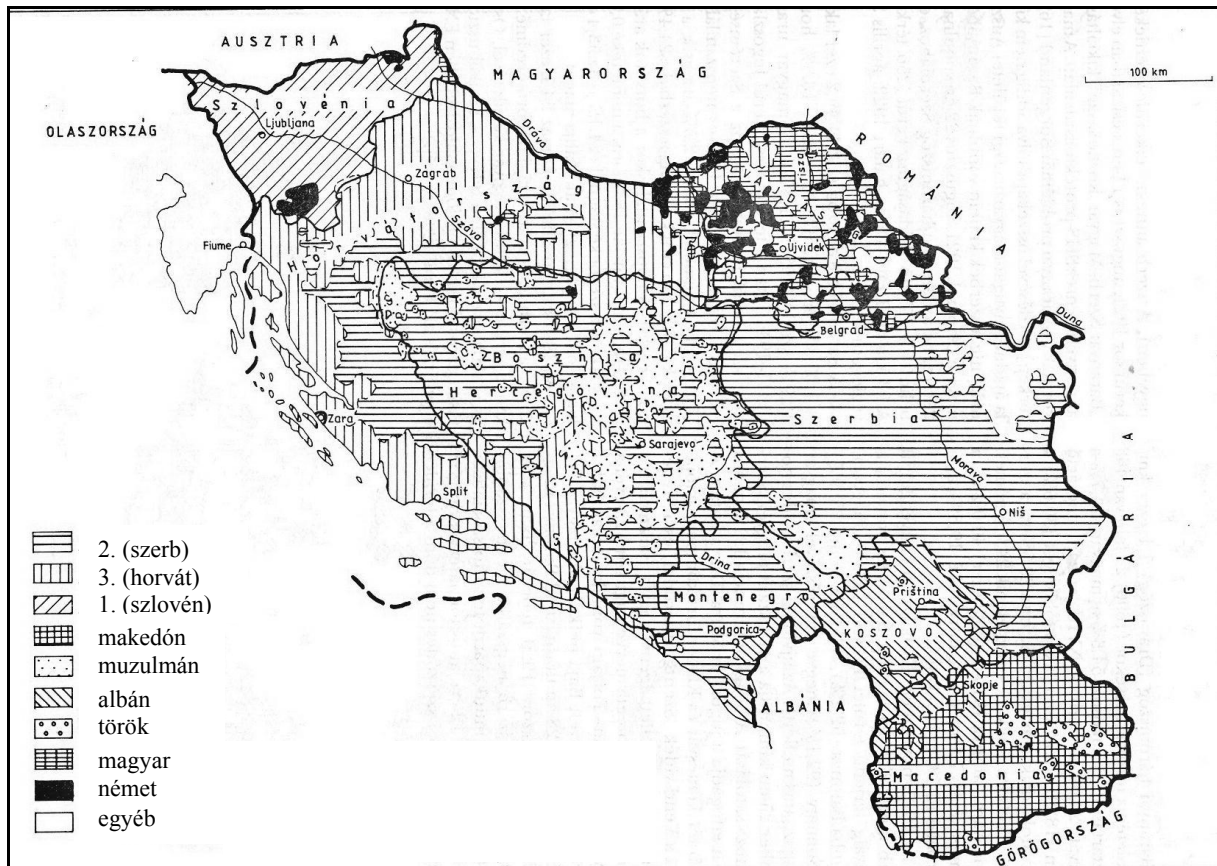 AUSZTRIA
MAGYARORSZÁG
100 km
OLASZORSZÁG
Szlovénia
Ljubljana
Dráva
ROMÁNIA
Tisza
VAJDASÁG
Zágráb
Horvátország
Száva
Újvidék
Fiume
Belgrád
Duna
Bosznia
Hercegovina
Szerbia
Zara
Sarajevo
Morava
Split
Niš
BULGÁRIA
Drina
Montenegro
Priština
Podgorica
KOSZOVO
Skopje
ALBÁNIA
Macedonia
GÖRÖGORSZÁG
2. (szerb)
3. (horvát)
1. (szlovén)
makedón
muzulmán
albán
török
magyar
német
egyéb